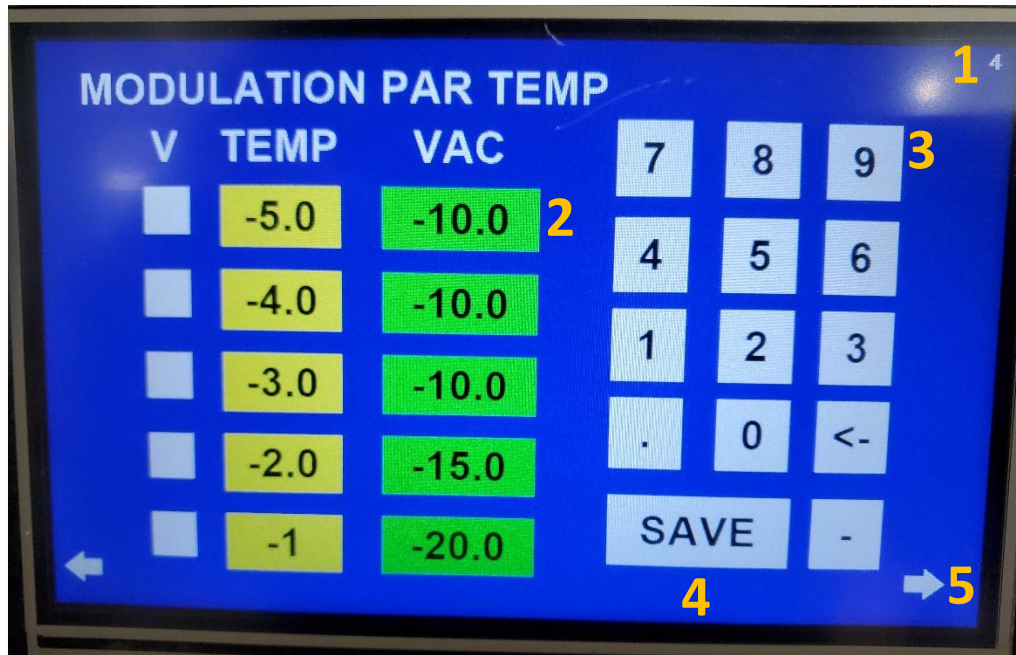 1 4
MODULATION PAR TEMP
V TEMP VAC
-5.0 -10.0 2
-4.0 -10.0
-3.0 -10.0
-2.0 -15.0
-1 -20.0
7 8 9 3
4 5 6
1 2 3
. 0 <-
SAVE -
4
5